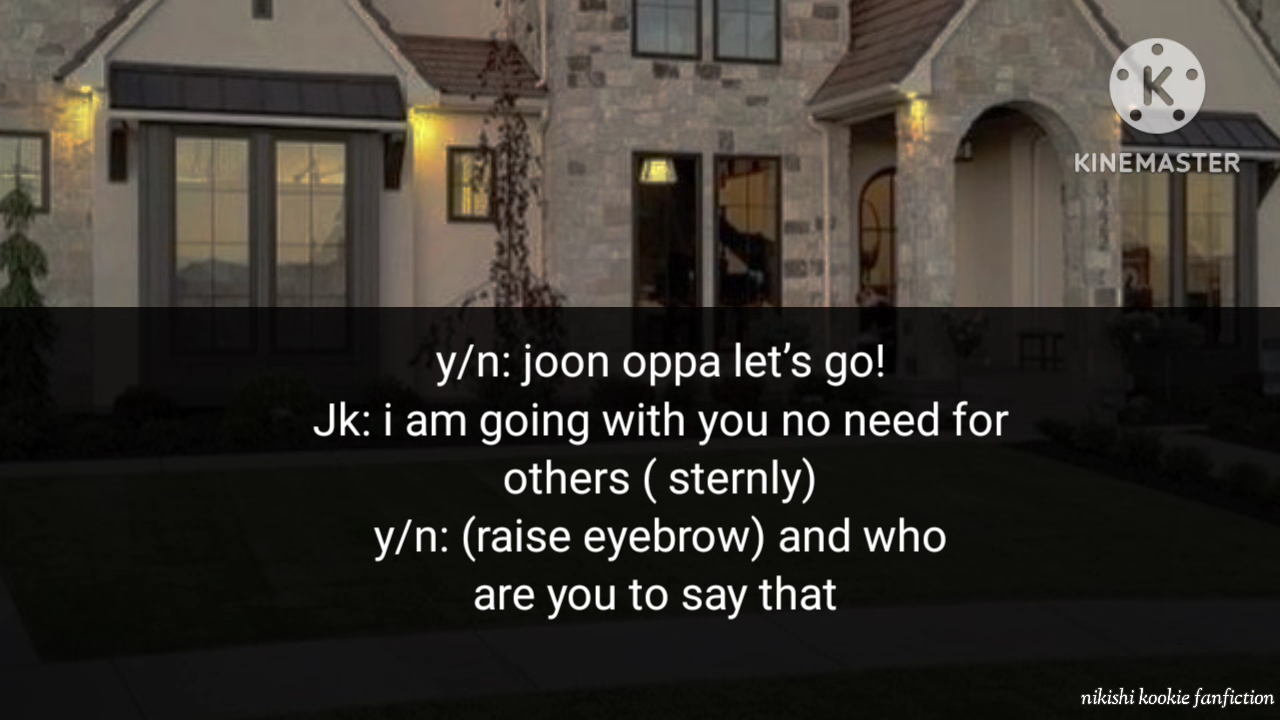 K
KINEMASTER
y/n: joon oppa let’s go!
Jk: i am going with you no need for
others ( sternly)
y/n: (raise eyebrow) and who
are you to say that
nikishi kookie fanfiction